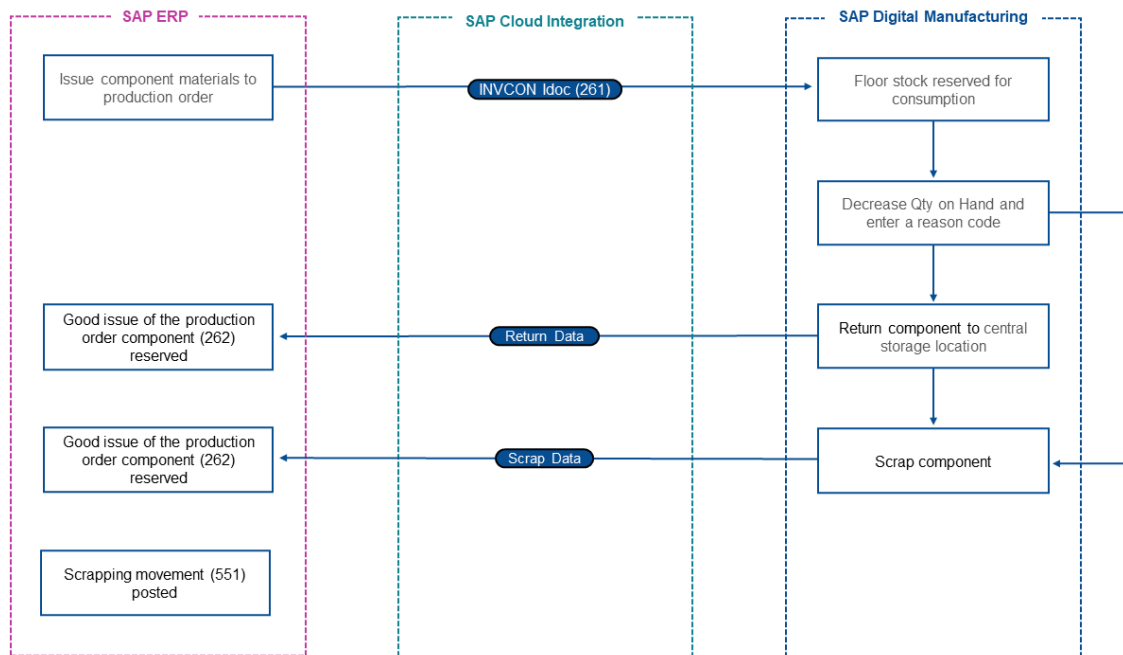 SAP ERP
SAP Cloud Integration
SAP Digital Manufacturing
Issue component materials to
production order
INVCON Idoc (261)
Floor stock reserved for
consumption
Decrease Qty on Hand and
enter a reason code
Good issue of the production
order component (262)
reserved
Return Data
Return component to central
storage location
Good issue of the production
order component (262)
reserved
Scrap Data
Scrap component
Scrapping movement (551)
posted